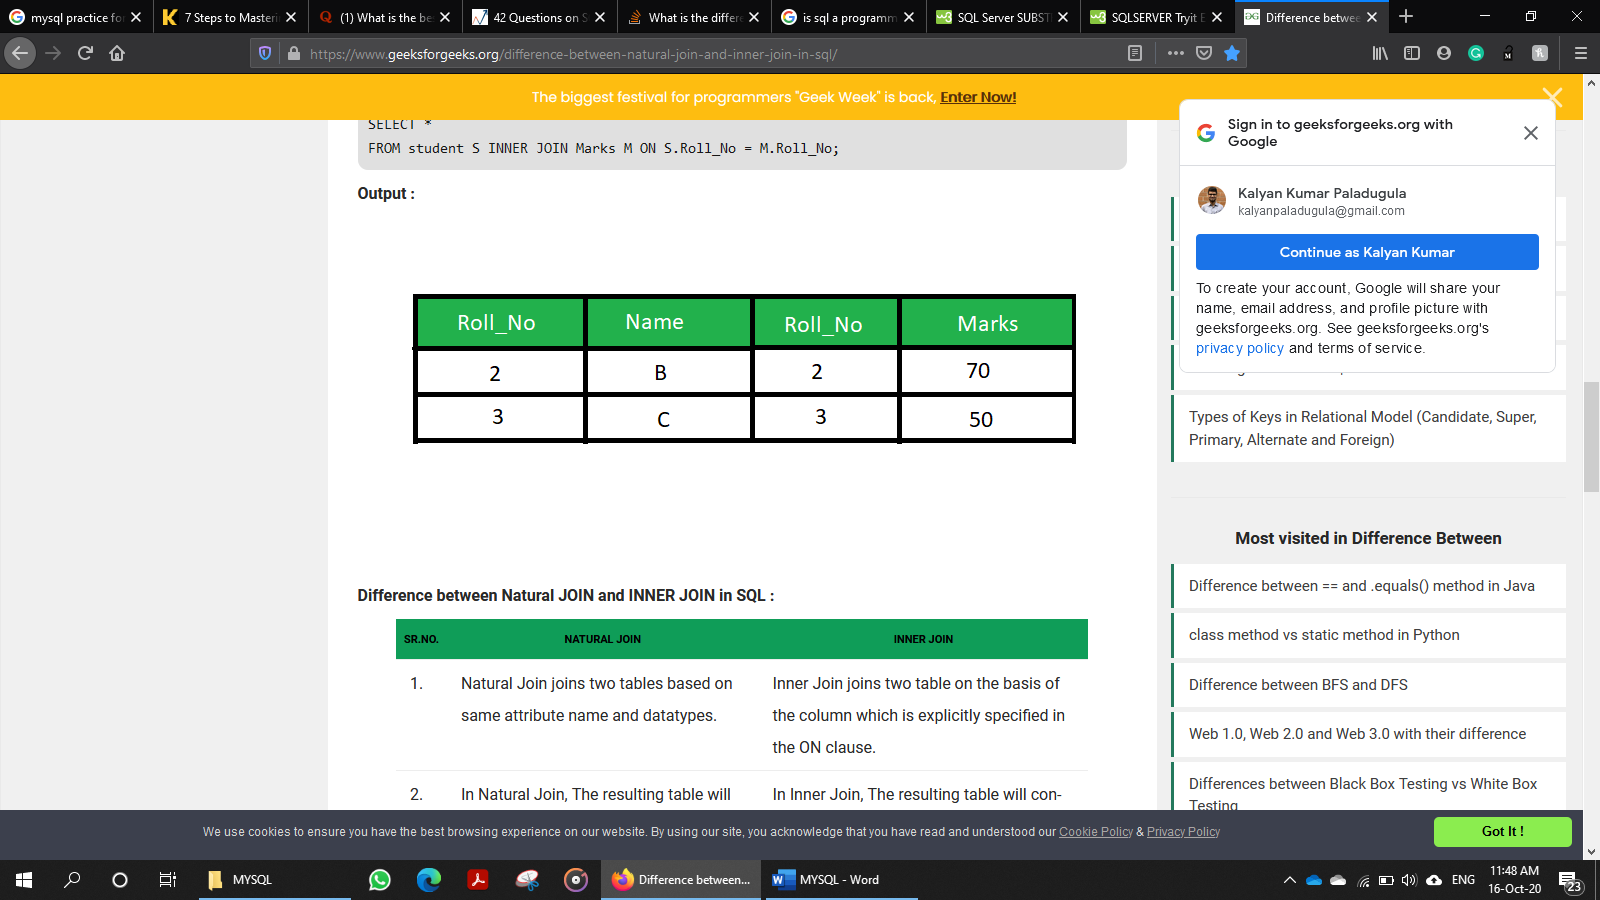 mysql practice fo
7 Steps to Masteri
(1) What is the be
42 Questions on S
What is the differe
is sql a programm
SQL Server SUBST
SQLSERVER Tryit E
Difference betwee
https://www.geeksforgeeks.org/difference-between-natural-join-and-inner-join-in-sql/
The biggest festival for programmers "Geek Week" is back, Enter Now!
SELECT *
FROM student S INNER JOIN Marks M ON S.Roll_No = M.Roll_No;
Output :
Roll_No Name Roll_No Marks
2 B 2 70
3 C 3 50
Difference between Natural JOIN and INNER JOIN in SQL :
SR.NO. NATURAL JOIN INNER JOIN
1. Natural Join joins two tables based on
same attribute name and datatypes.
Inner Join joins two table on the basis of
the column which is explicitly specified in
the ON clause.
2. In Natural Join, The resulting table will
In Inner Join, The resulting table will con-
Sign in to geeksforgeeks.org with
Google
Kalyan Kumar Paladugula
kalyanpaladugula@gmail.com
Continue as Kalyan Kumar
To create your account, Google will share your
name, email address, and profile picture with
geeksforgeeks.org. See geeksforgeeks.org's
privacy policy and terms of service.
Types of Keys in Relational Model (Candidate, Super,
Primary, Alternate and Foreign)
Most visited in Difference Between
Difference between == and .equals() method in Java
class method vs static method in Python
Difference between BFS and DFS
Web 1.0, Web 2.0 and Web 3.0 with their difference
Differences between Black Box Testing vs White Box
Testing
We use cookies to ensure you have the best browsing experience on our website. By using our site, you acknowledge that you have read and understood our Cookie Policy & Privacy Policy
Got It !
MYSQL
Difference between...
MYSQL - Word
ENG
11:48 AM
16-Oct-20
23